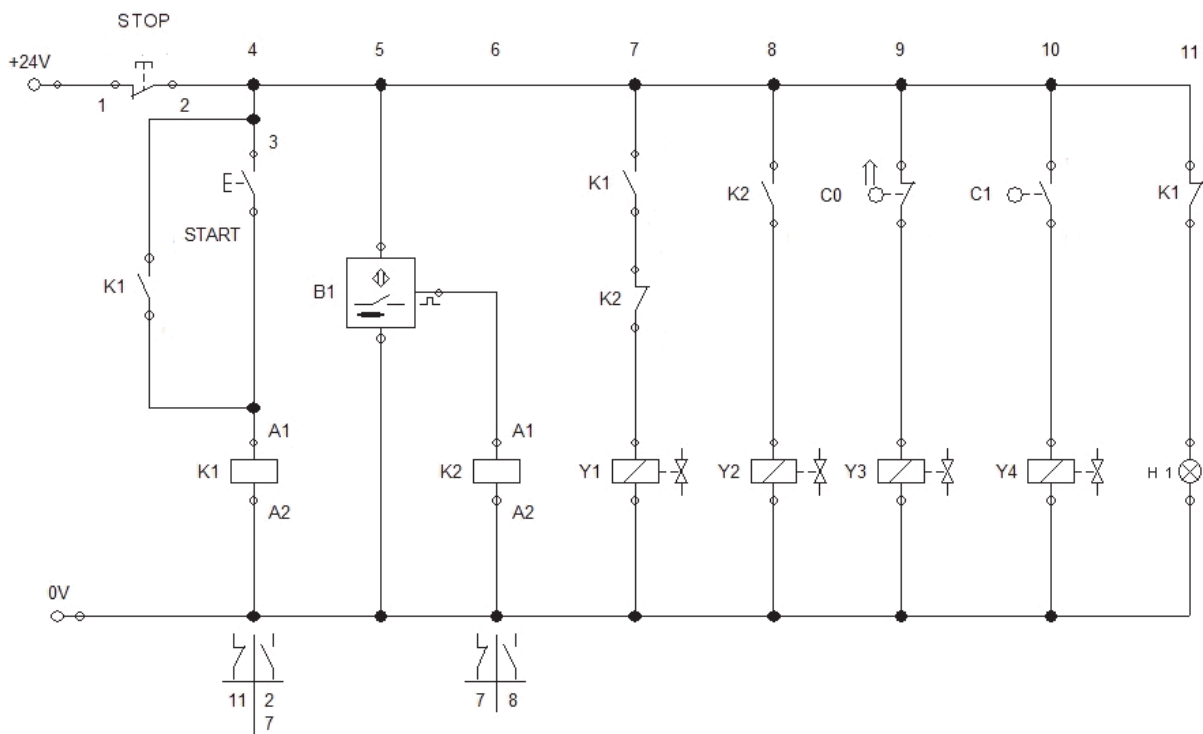 STOP
4 5 6 7 8 9 10 11
+24V
1 2
3
K1 K2 C0 C1 K1
START
K1 B1 K2
A1 A1
K1 K2 Y1 Y2 Y3 Y4 H 1
A2 A2
0V
11 2 7 8
7